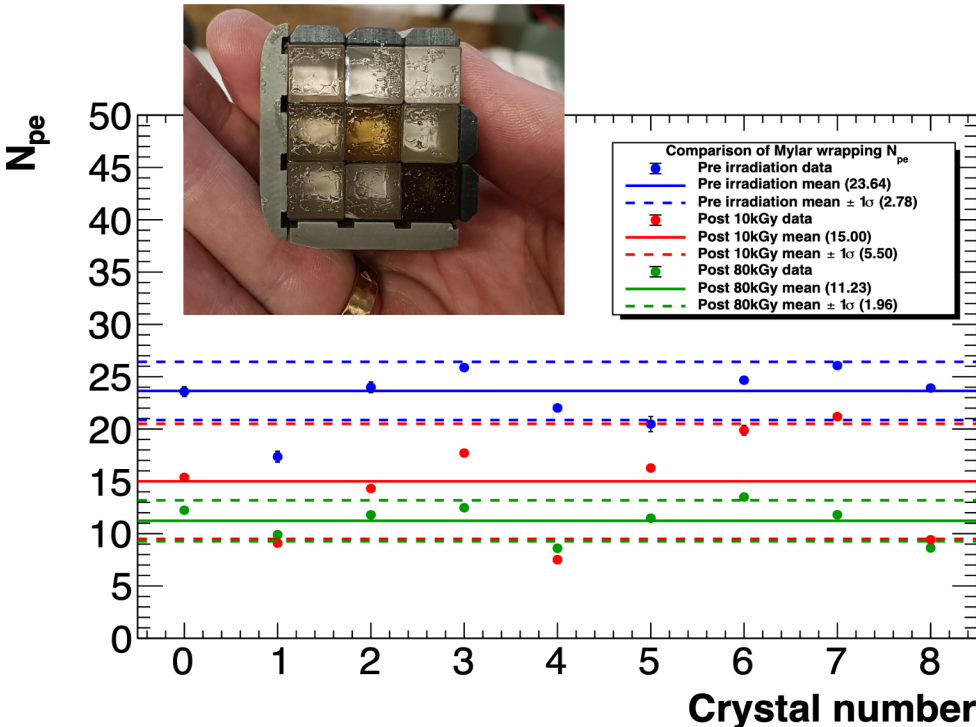 N_pe
50
45
40
35
30
25
20
15
10
5
0
Comparison of Mylar wrapping N_pe
Pre irradiation data
Pre irradiation mean (23.64)
Pre irradiation mean ± 1σ (2.78)
Post 10kGy data
Post 10kGy mean (15.00)
Post 10kGy mean ± 1σ (5.50)
Post 80kGy data
Post 80kGy mean (11.23)
Post 80kGy mean ± 1σ (1.96)
0 1 2 3 4 5 6 7 8
Crystal number